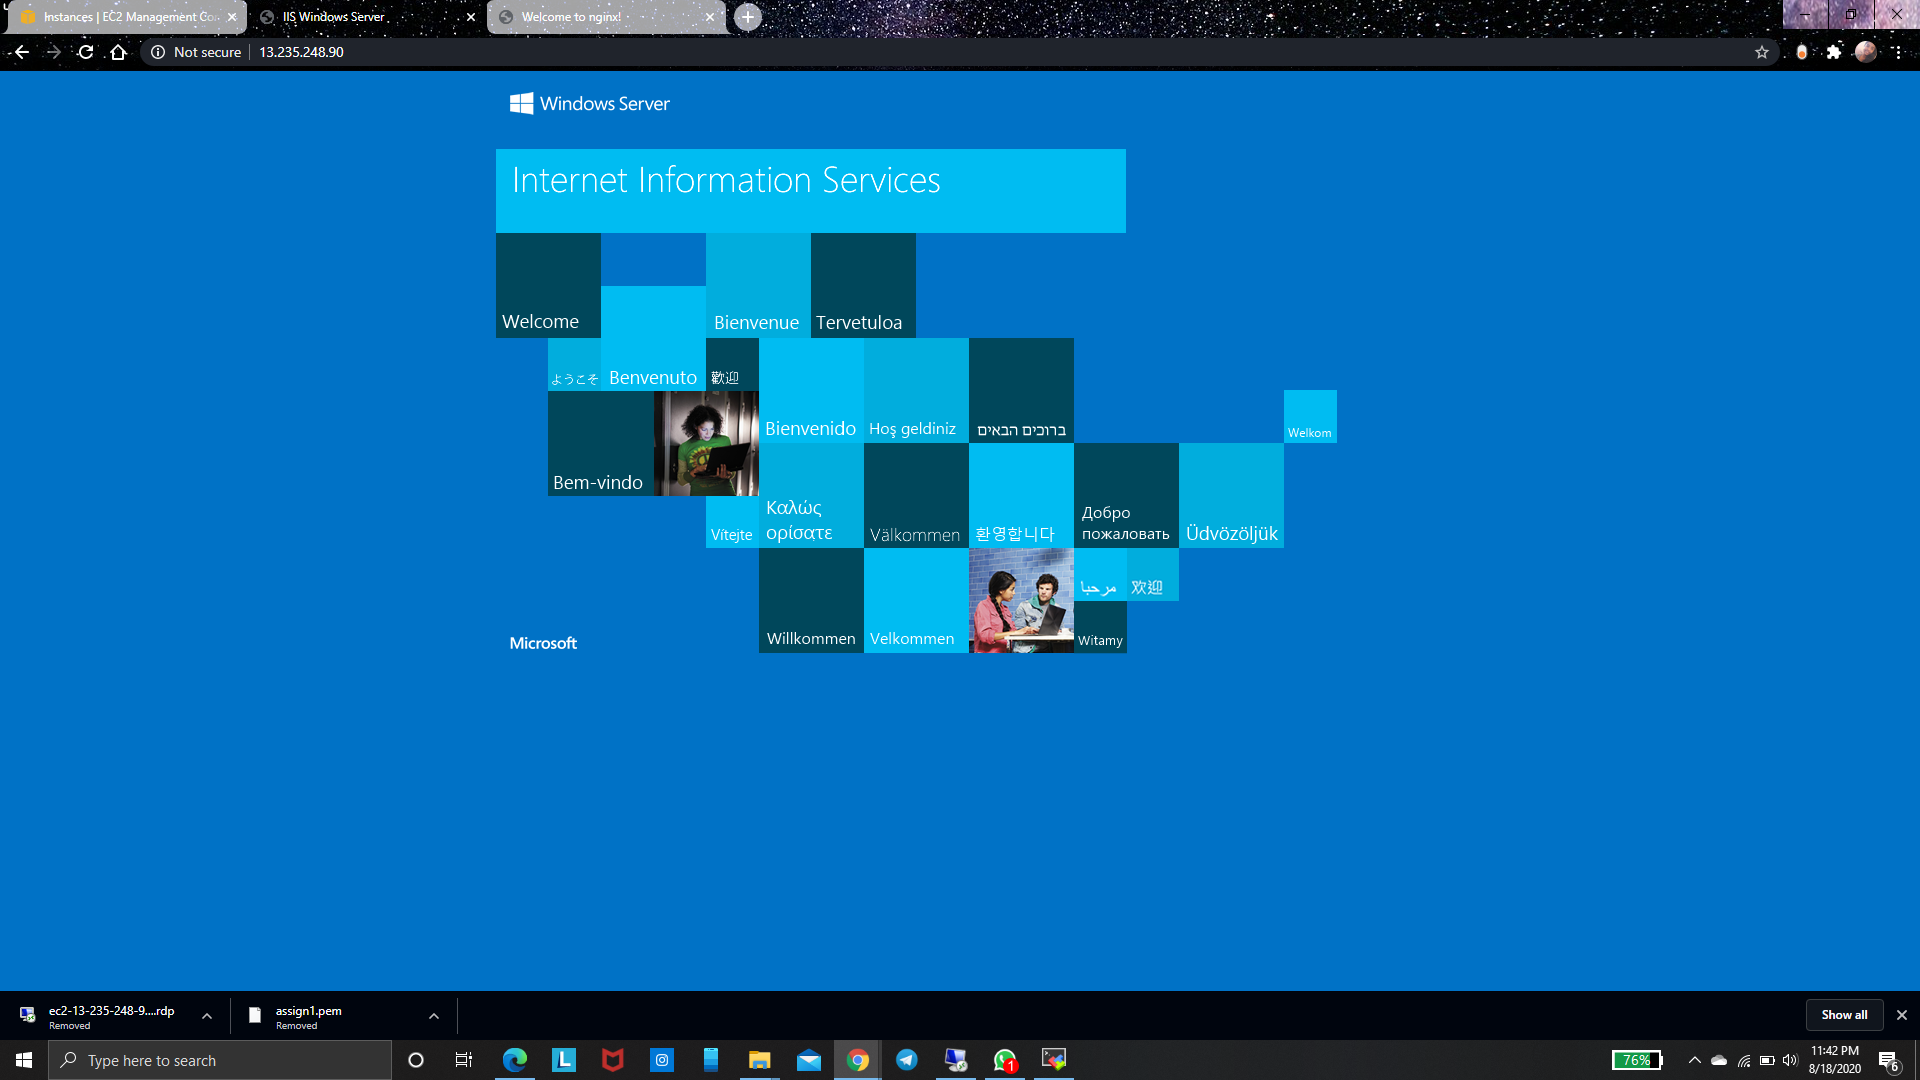 Instances | EC2 Management Co
IIS Windows Server
Welcome to nginx!
Not secure
13.235.248.90
Windows Server
Internet Information Services
Welcome
Bienvenue
Tervetuloa
ようこそ
Benvenuto
歡迎
Bienvenido
Hoş geldiniz
ברוכים הבאים
Welkom
Bem-vindo
Vítejte
Καλώς
ορίσατε
Välkommen
환영합니다
Добро
пожаловать
Üdvözöljük
Microsoft
Willkommen
Velkommen
مرحبا
欢迎
Witamy
ec2-13-235-248-9....rdp
Removed
assign1.pem
Removed
Show all
Type here to search
L
1
76%
11:42 PM
8/18/2020
6